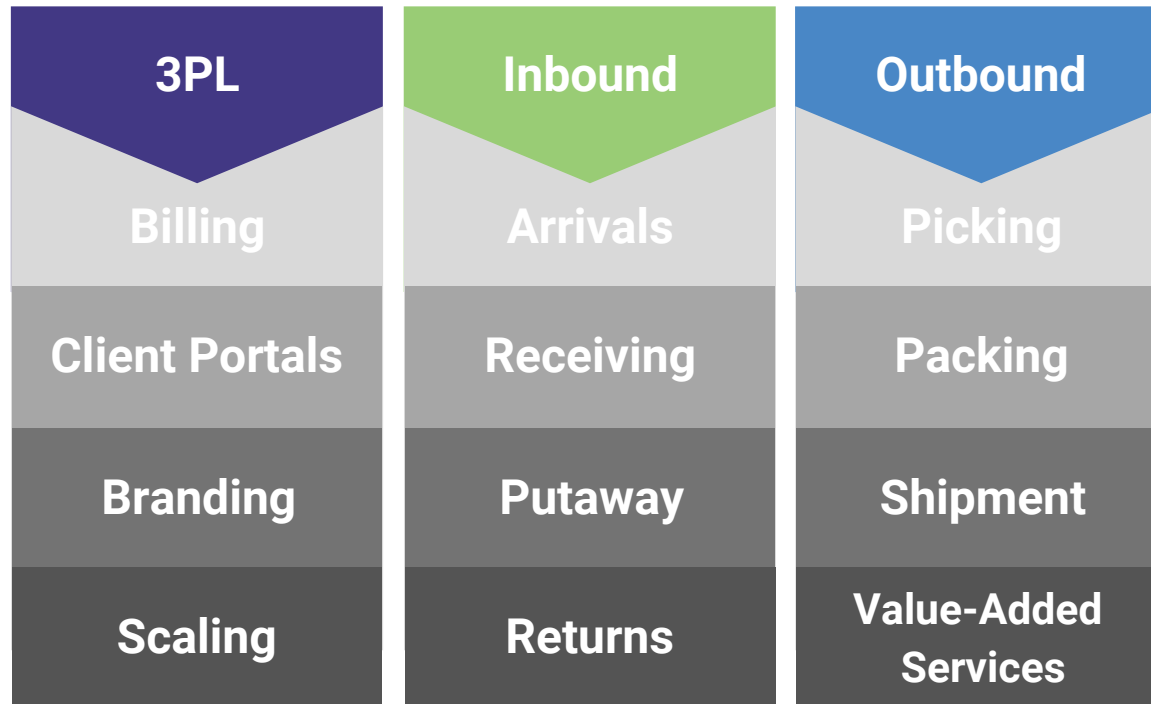 3PL
Billing
Client Portals
Branding
Scaling
Inbound
Arrivals
Receiving
Putaway
Returns
Outbound
Picking
Packing
Shipment
Value-Added
Services